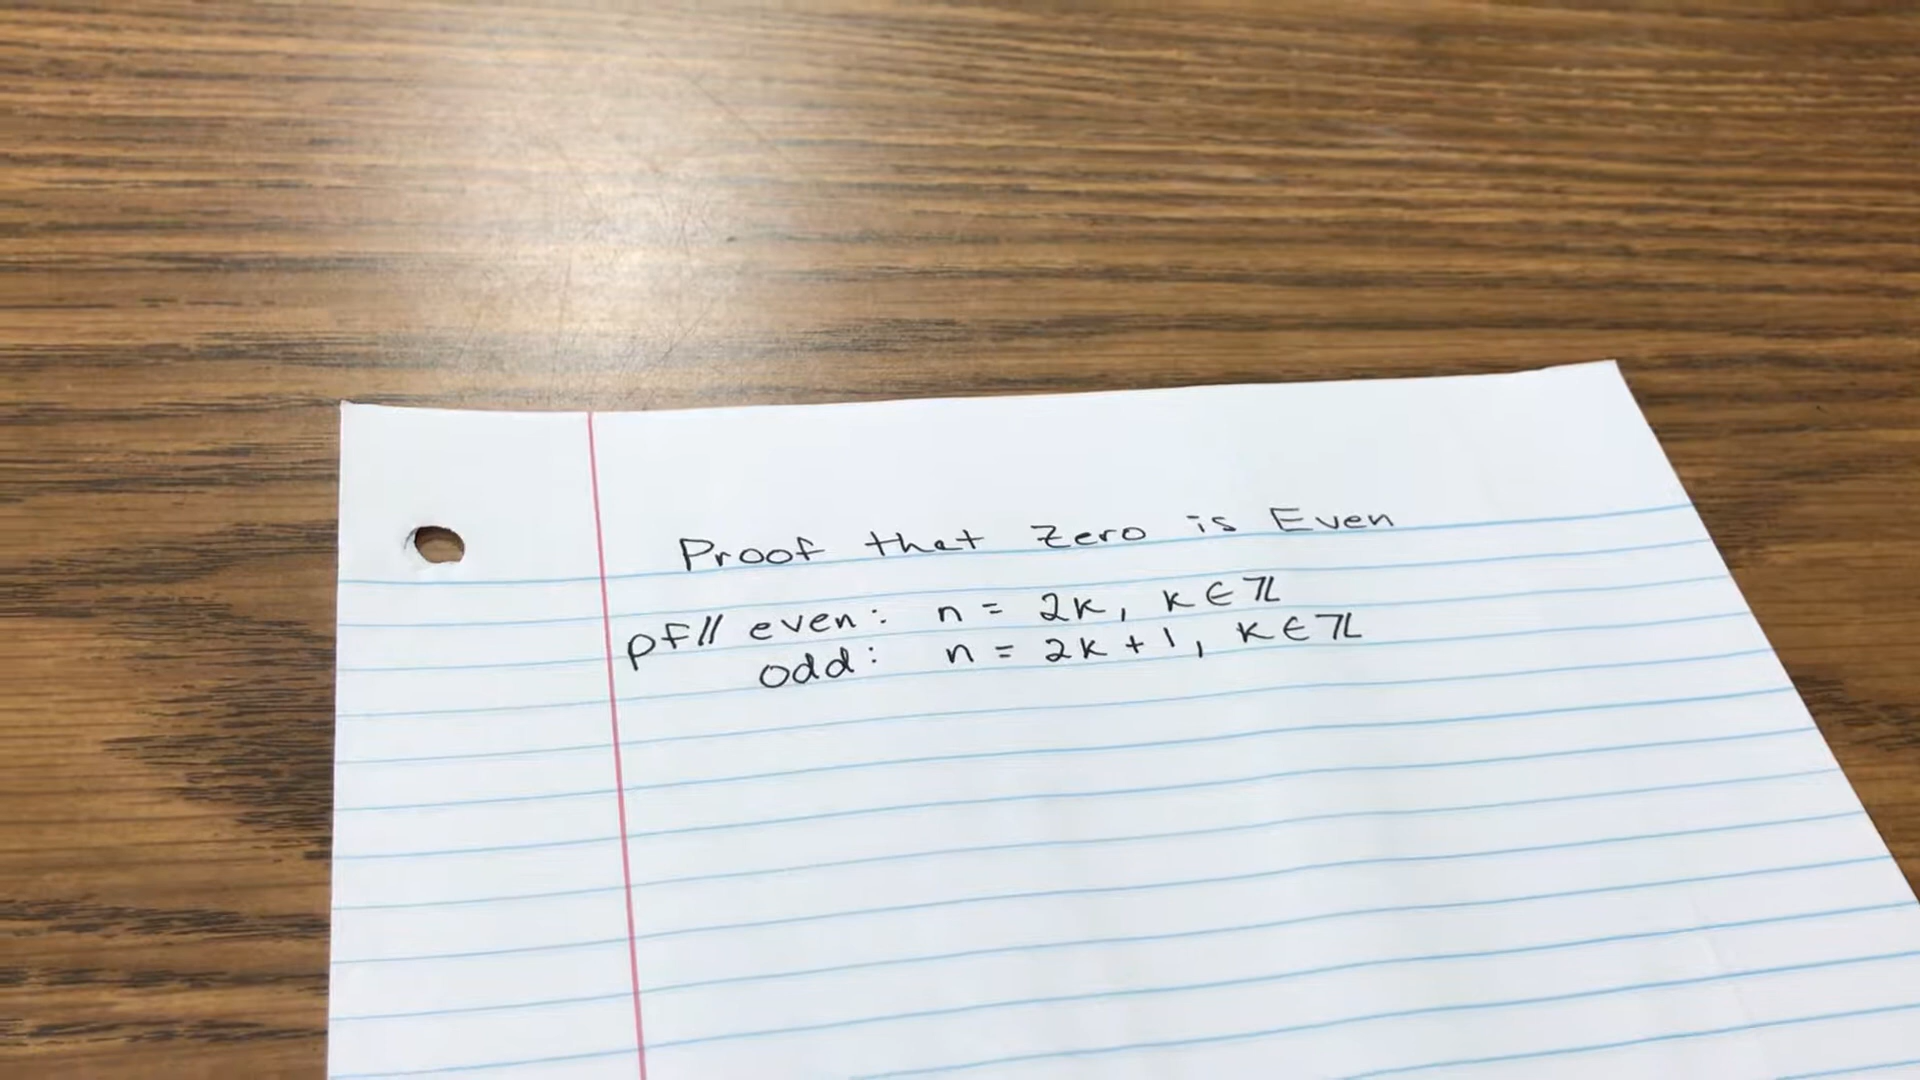 Proof that Zero is Even
pf// even: n = 2k, k ∈ ℤ
odd: n = 2k + 1, k ∈ ℤ